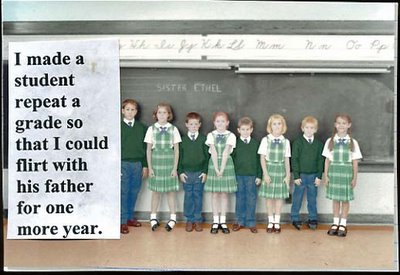 Hh Ii Jj Kk Ll Mm Nn Oo Pp
I made a
student
repeat a
grade so
that I could
flirt with
his father
for one
more year.
SISTER ETHEL